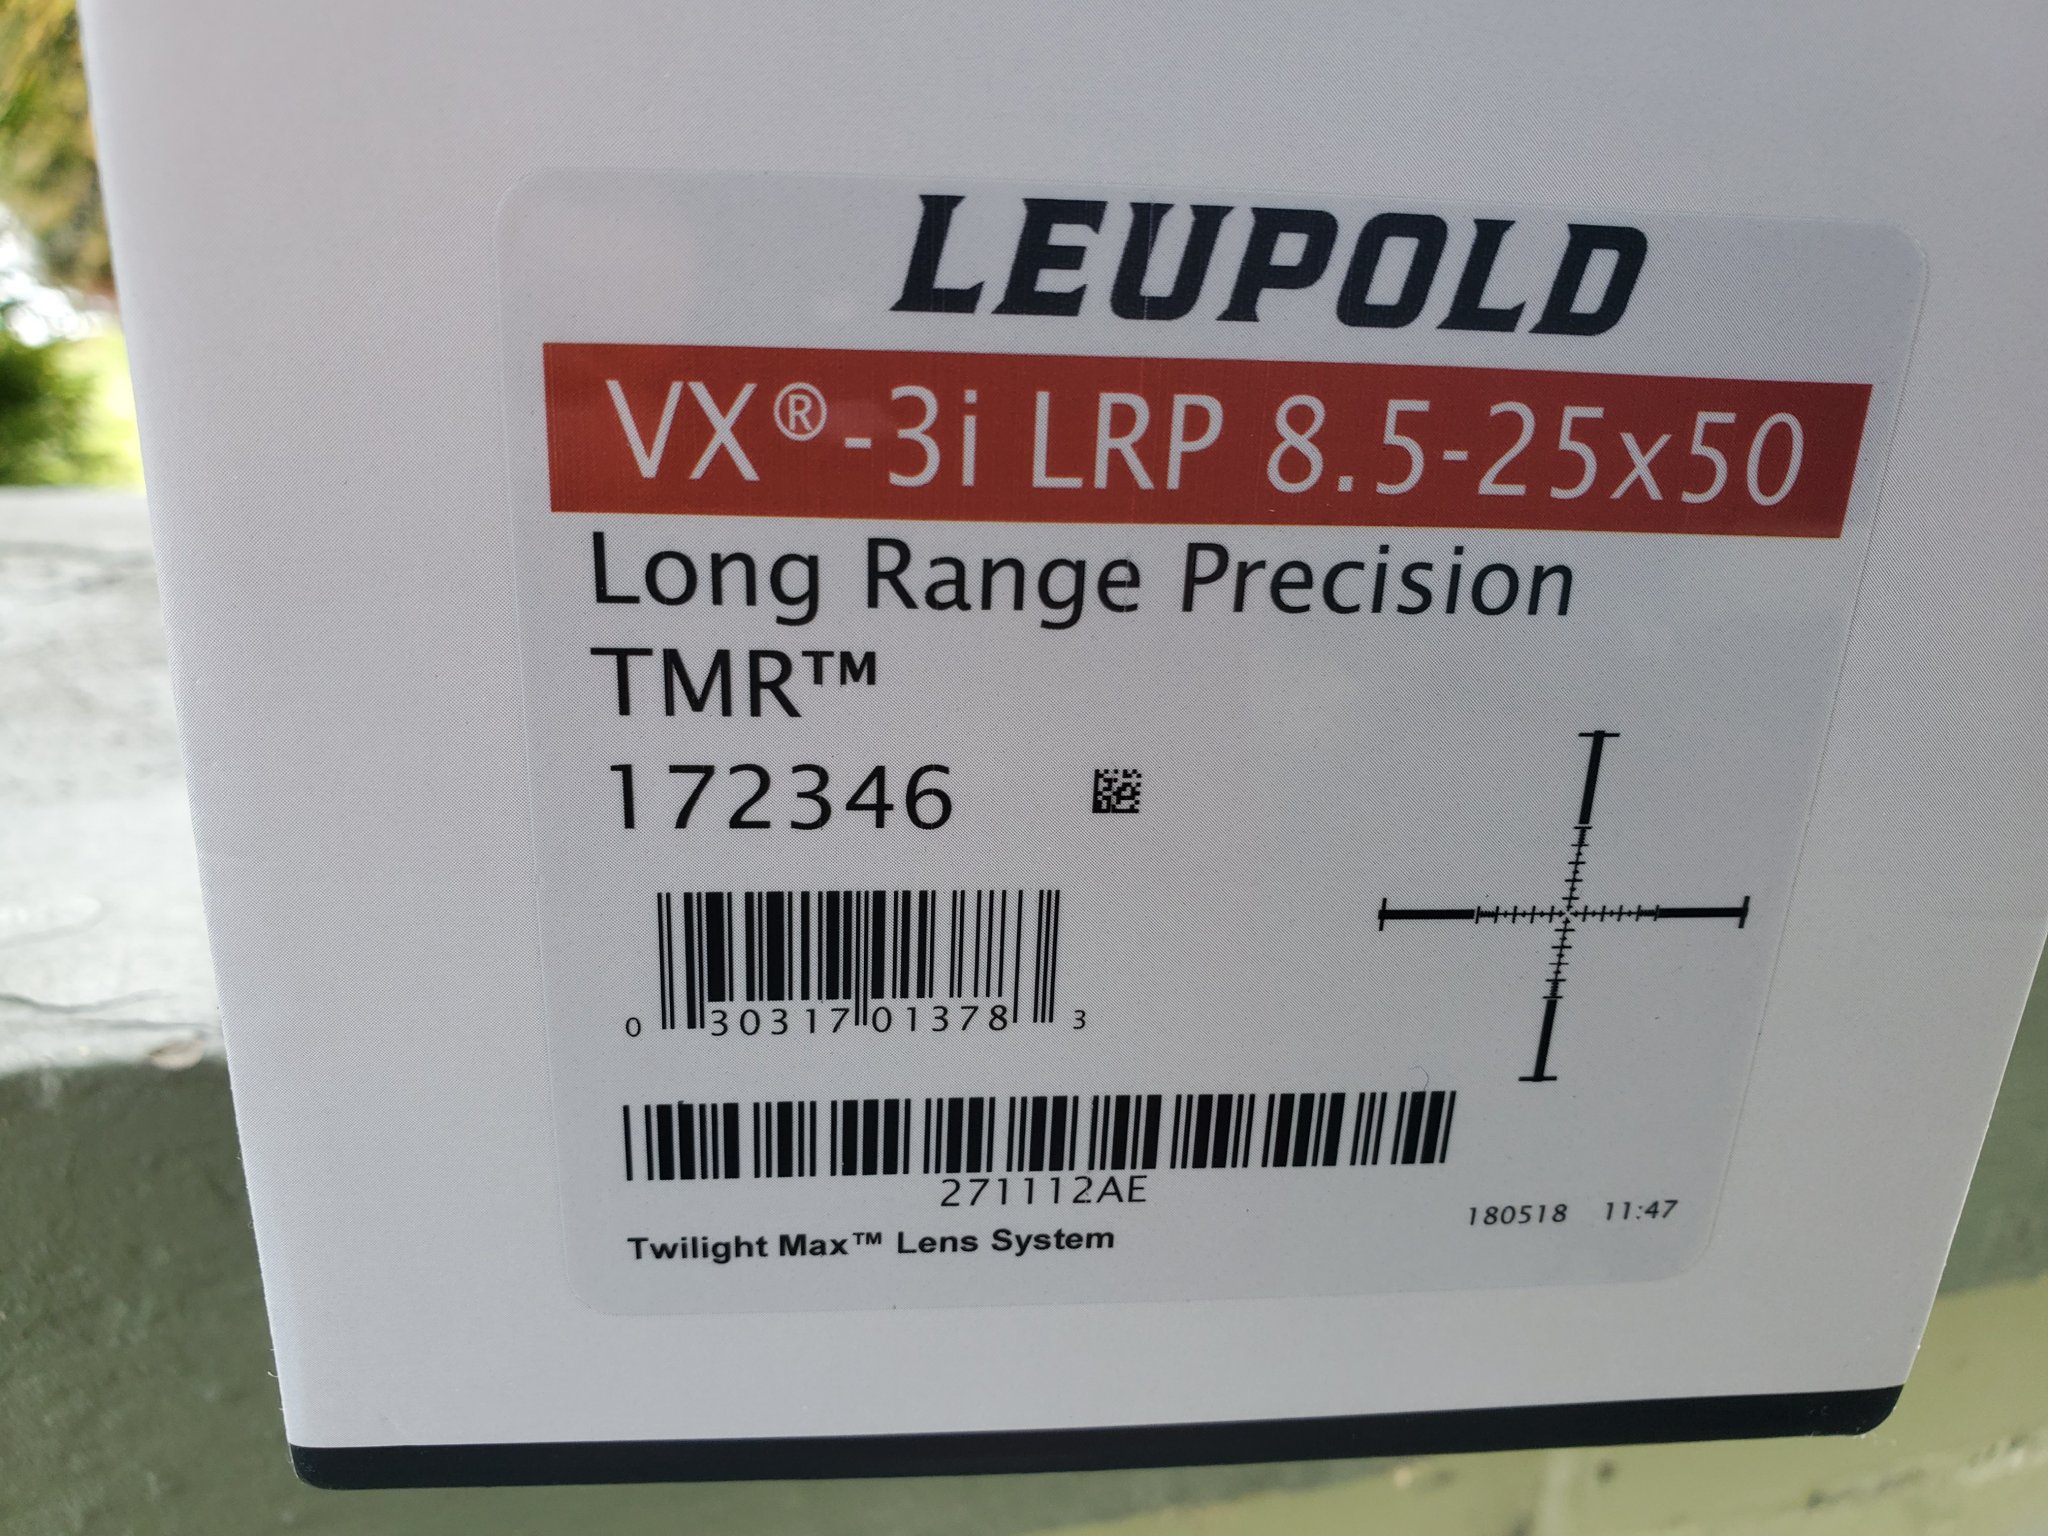 LEUPOLD
VX®-3i LRP 8.5-25x50
Long Range Precision
TMR™
172346
0 30317 01378 3
271112AE
180518 11:47
Twilight Max™ Lens System